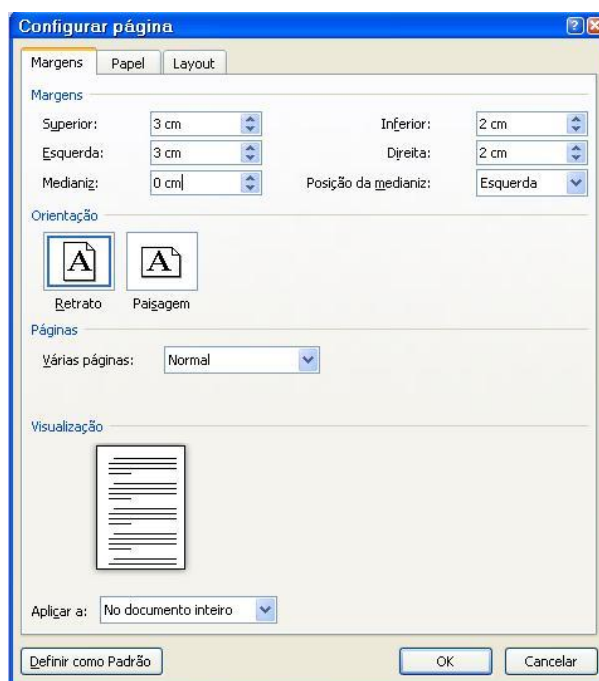 Configurar página
Margens Papel Layout
Margens
Superior: 3 cm Inferior: 2 cm
Esquerda: 3 cm Direita: 2 cm
Medianiz: 0 cm Posição da medianiz: Esquerda
Orientação
A A
Retrato Paisagem
Páginas
Várias páginas: Normal
Visualização
Aplicar a: No documento inteiro
Definir como Padrão OK Cancelar